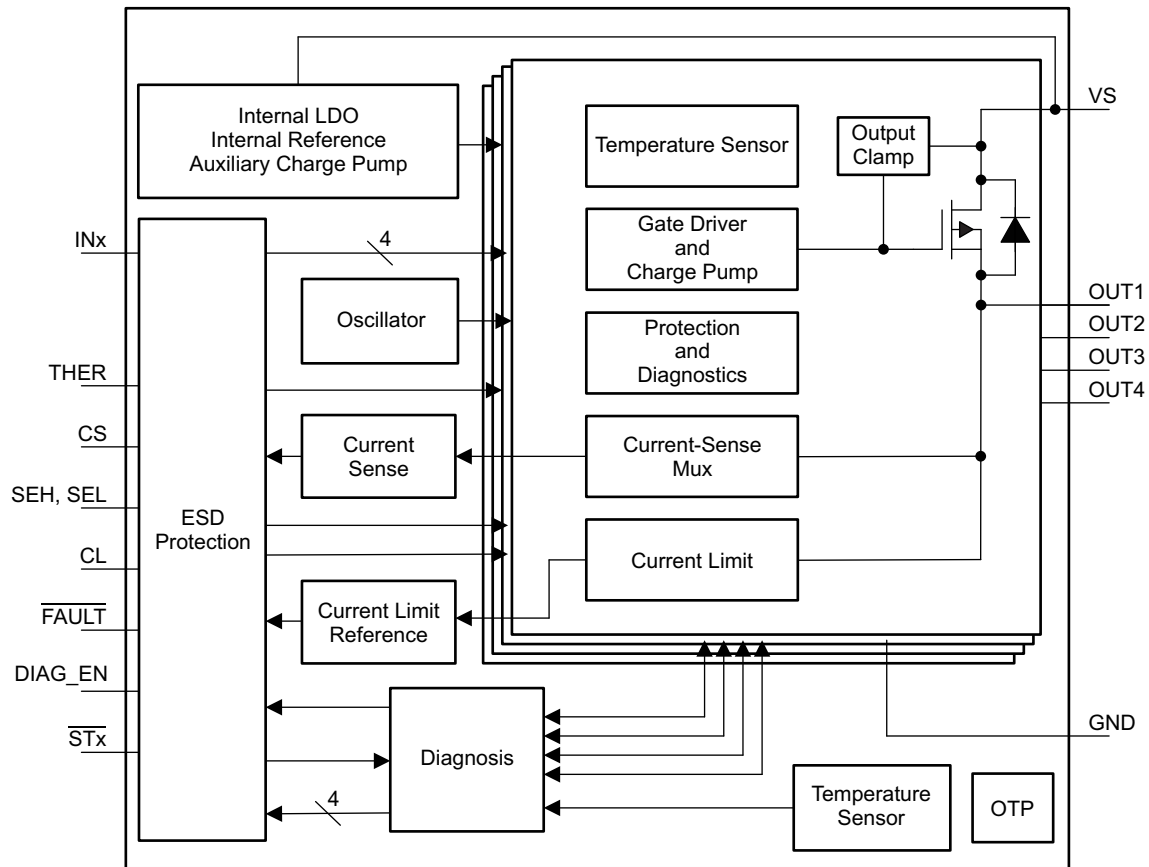 Internal LDO
Internal Reference
Auxiliary Charge Pump
Temperature Sensor
Output
Clamp
VS
INx
4
Gate Driver
and
Charge Pump
Oscillator
OUT1
OUT2
OUT3
OUT4
Protection
and
Diagnostics
THER
CS
Current
Sense
Current-Sense
Mux
SEH, SEL
ESD
Protection
CL
Current Limit
FAULT
Current Limit
Reference
DIAG_EN
STx
Diagnosis
GND
4
Temperature
Sensor
OTP